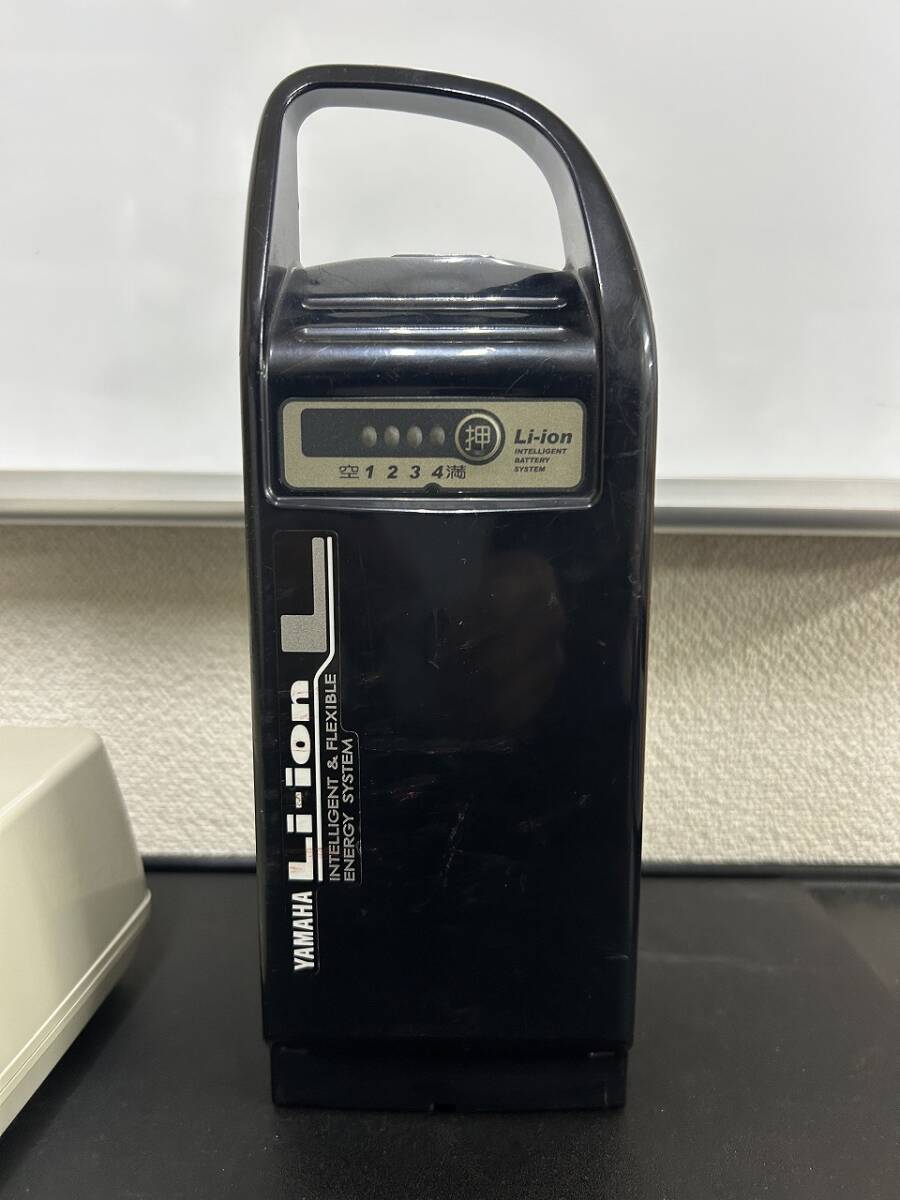 押
Li-ion
INTELLIGENT
BATTERY
SYSTEM
空 1 2 3 4 満
YAMAHA Li-ion L
INTELLIGENT & FLEXIBLE
ENERGY SYSTEM